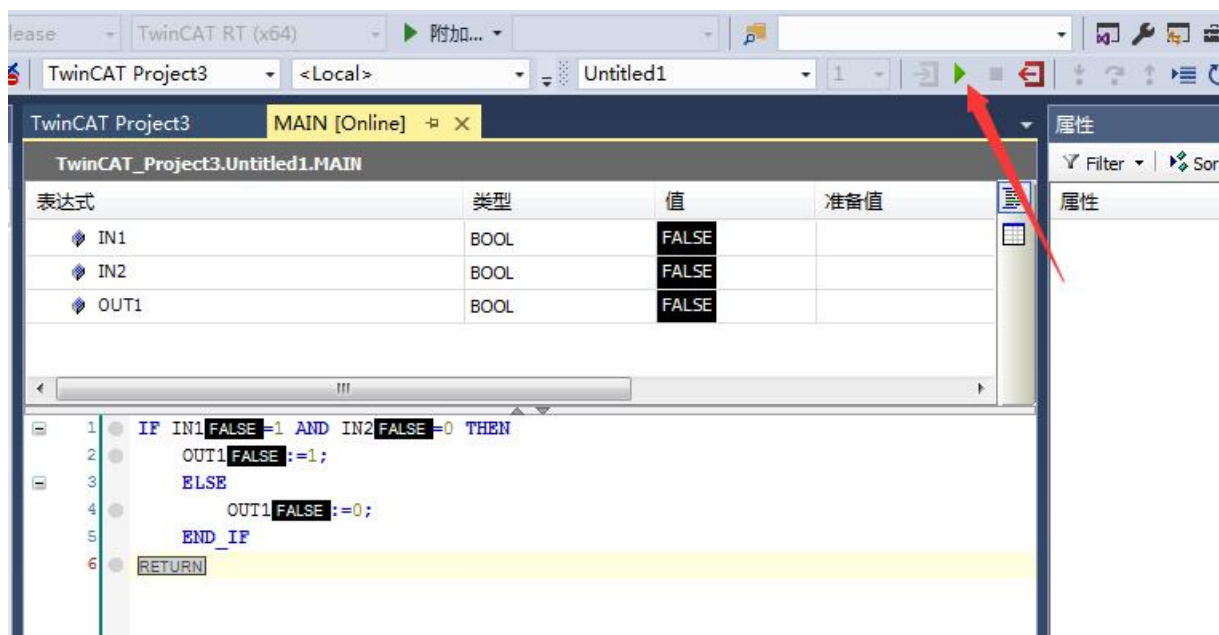 lease TwinCAT RT (x64) 附加...
TwinCAT Project3 <Local> Untitled1 1
TwinCAT Project3 MAIN [Online] 属性
TwinCAT_Project3.Untitled1.MAIN Filter Sor
表达式 类型 值 准备值 属性
IN1 BOOL FALSE
IN2 BOOL FALSE
OUT1 BOOL FALSE
1 IF IN1 FALSE =1 AND IN2 FALSE =0 THEN
2 OUT1 FALSE :=1;
3 ELSE
4 OUT1 FALSE :=0;
5 END_IF
6 RETURN